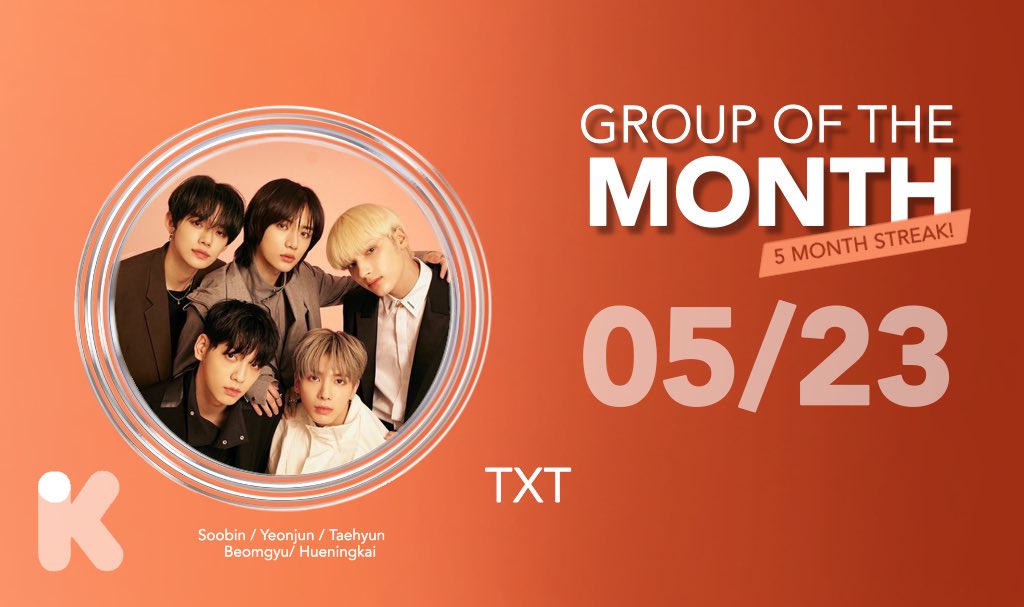 GROUP OF THE
MONTH
5 MONTH STREAK!
05/23
TXT
Soobin / Yeonjun / Taehyun
Beomgyu/ Hueningkai
K